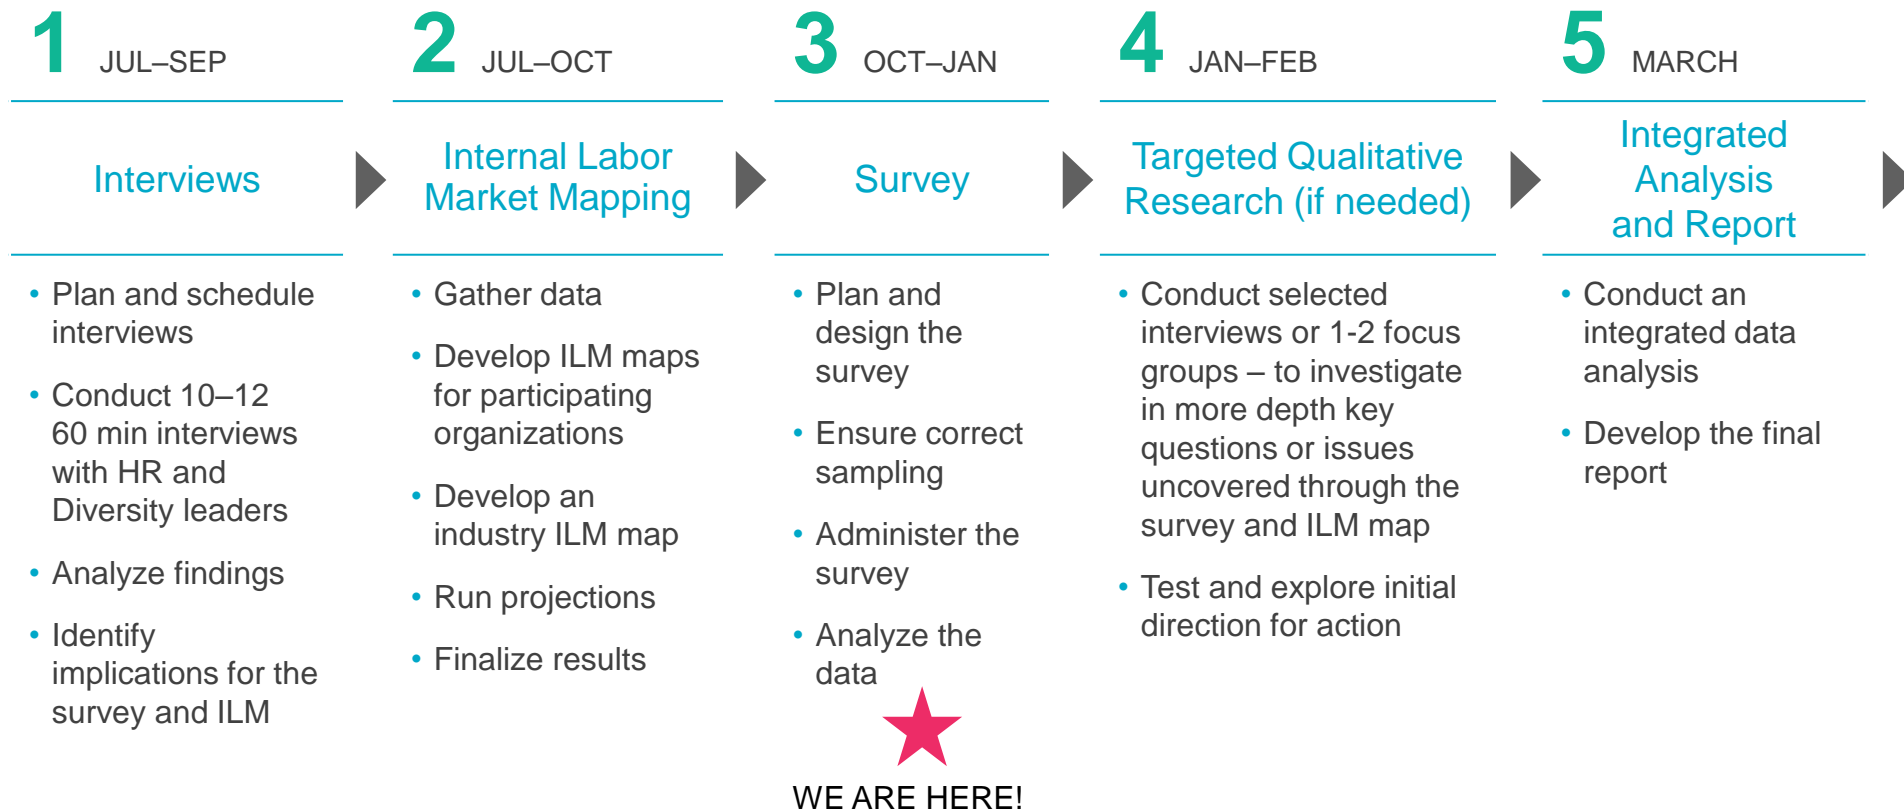 1 JUL–SEP
Interviews
• Plan and schedule
interviews
• Conduct 10–12
60 min interviews
with HR and
Diversity leaders
• Analyze findings
• Identify
implications for the
survey and ILM
2 JUL–OCT
Internal Labor
Market Mapping
• Gather data
• Develop ILM maps
for participating
organizations
• Develop an
industry ILM map
• Run projections
• Finalize results
3 OCT–JAN
Survey
• Plan and
design the
survey
• Ensure correct
sampling
• Administer the
survey
• Analyze the
data
WE ARE HERE!
4 JAN–FEB
Targeted Qualitative
Research (if needed)
• Conduct selected
interviews or 1-2 focus
groups – to investigate
in more depth key
questions or issues
uncovered through the
survey and ILM map
• Test and explore initial
direction for action
5 MARCH
Integrated
Analysis
and Report
• Conduct an
integrated data
analysis
• Develop the final
report